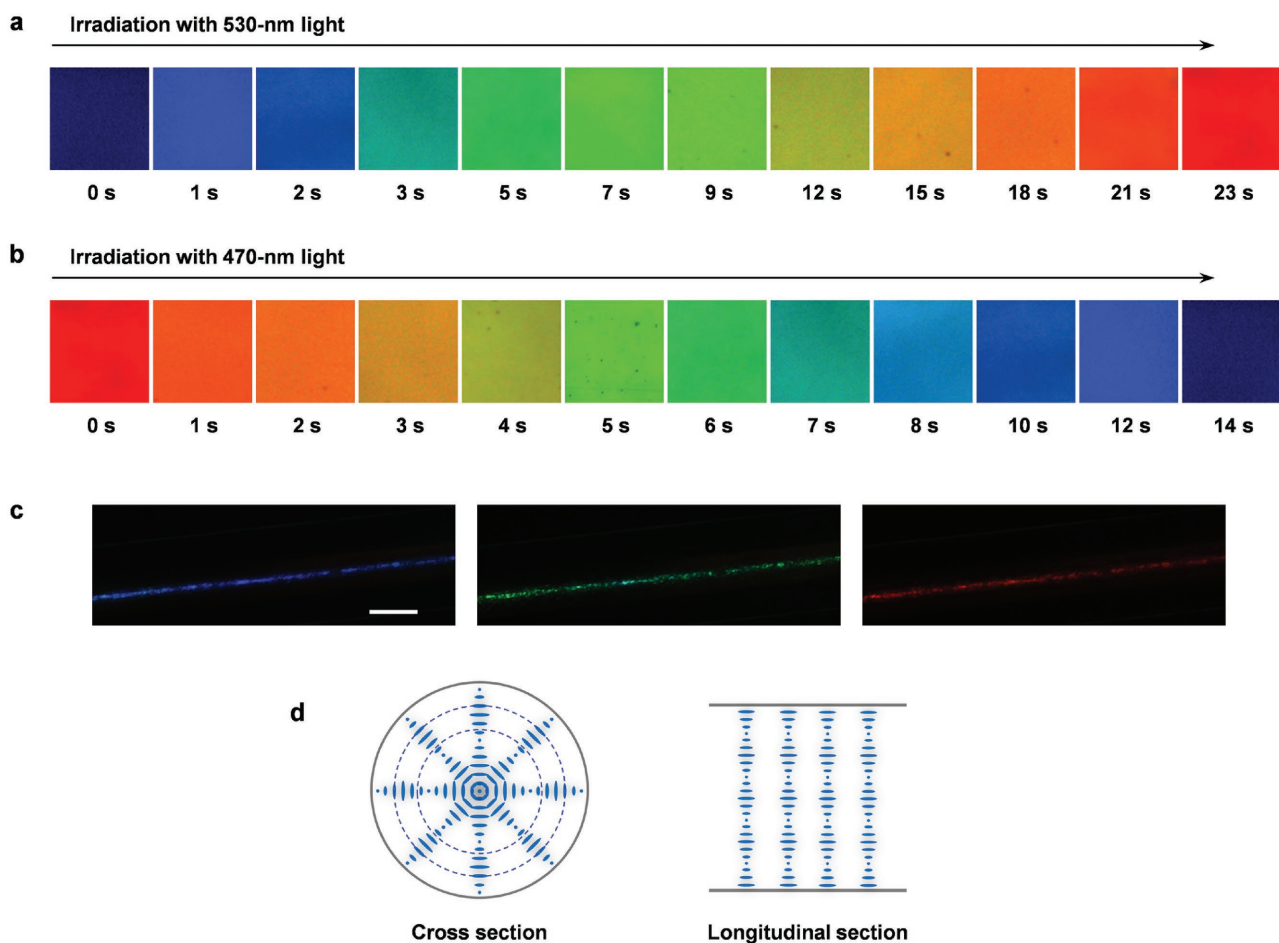 a
Irradiation with 530-nm light
0 s 1 s 2 s 3 s 5 s 7 s 9 s 12 s 15 s 18 s 21 s 23 s
b
Irradiation with 470-nm light
0 s 1 s 2 s 3 s 4 s 5 s 6 s 7 s 8 s 10 s 12 s 14 s
c
d
Cross section
Longitudinal section